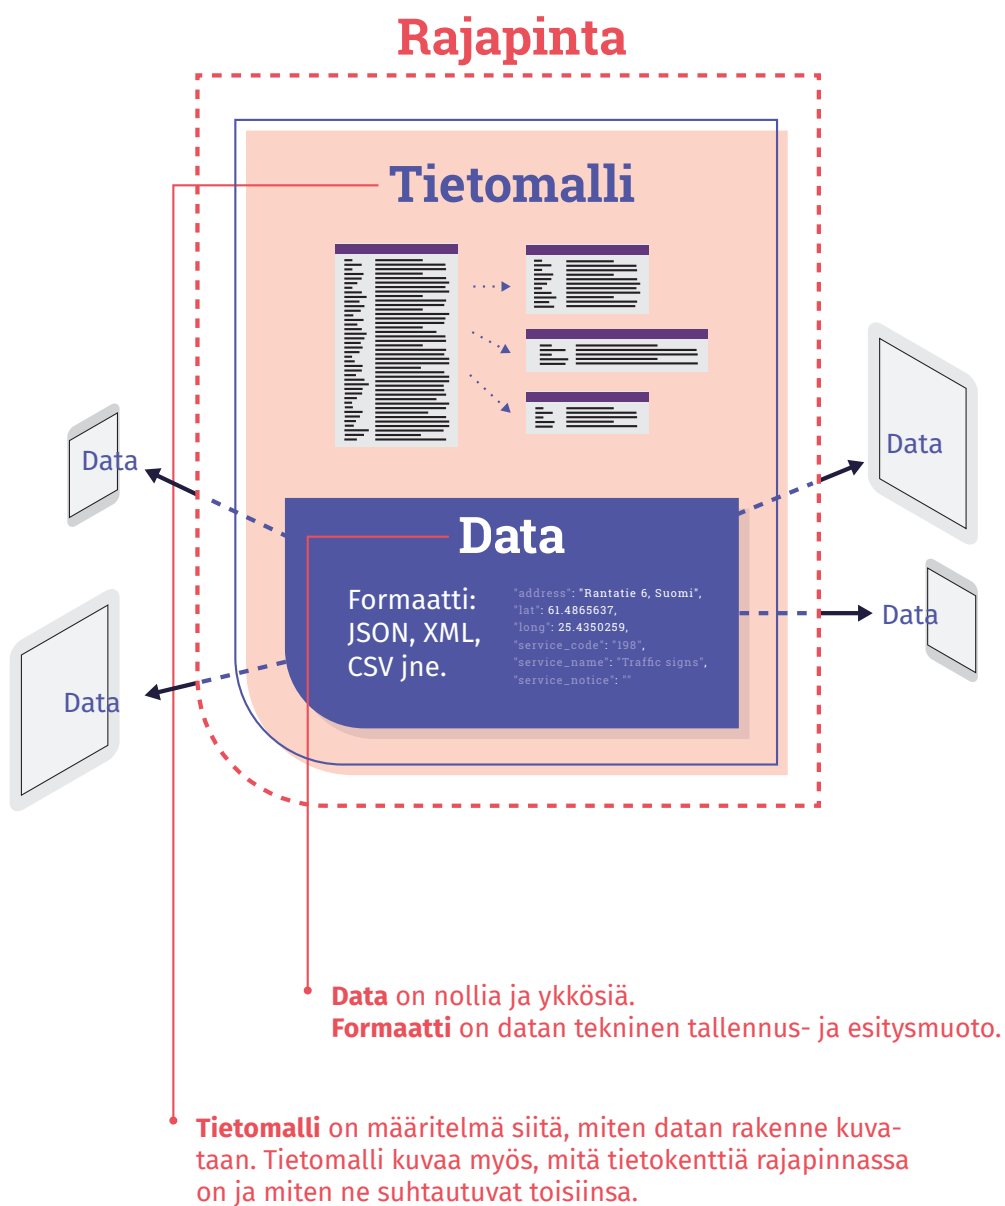 Rajapinta
Tietomalli
Data
Data
Data
Formaatti:
JSON, XML,
CSV jne.
"address": "Rantatie 6, Suomi",
"lat": 61.4865637,
"long": 25.4350259,
"service_code": "198",
"service_name": "Traffic signs",
"service_notice": ""
Data
Data
Data on nollia ja ykkösiä.
Formaatti on datan tekninen tallennus- ja esitysmuoto.
Tietomalli on määritelmä siitä, miten datan rakenne kuva-
taan. Tietomalli kuvaa myös, mitä tietokenttiä rajapinnassa
on ja miten ne suhtautuvat toisiinsa.